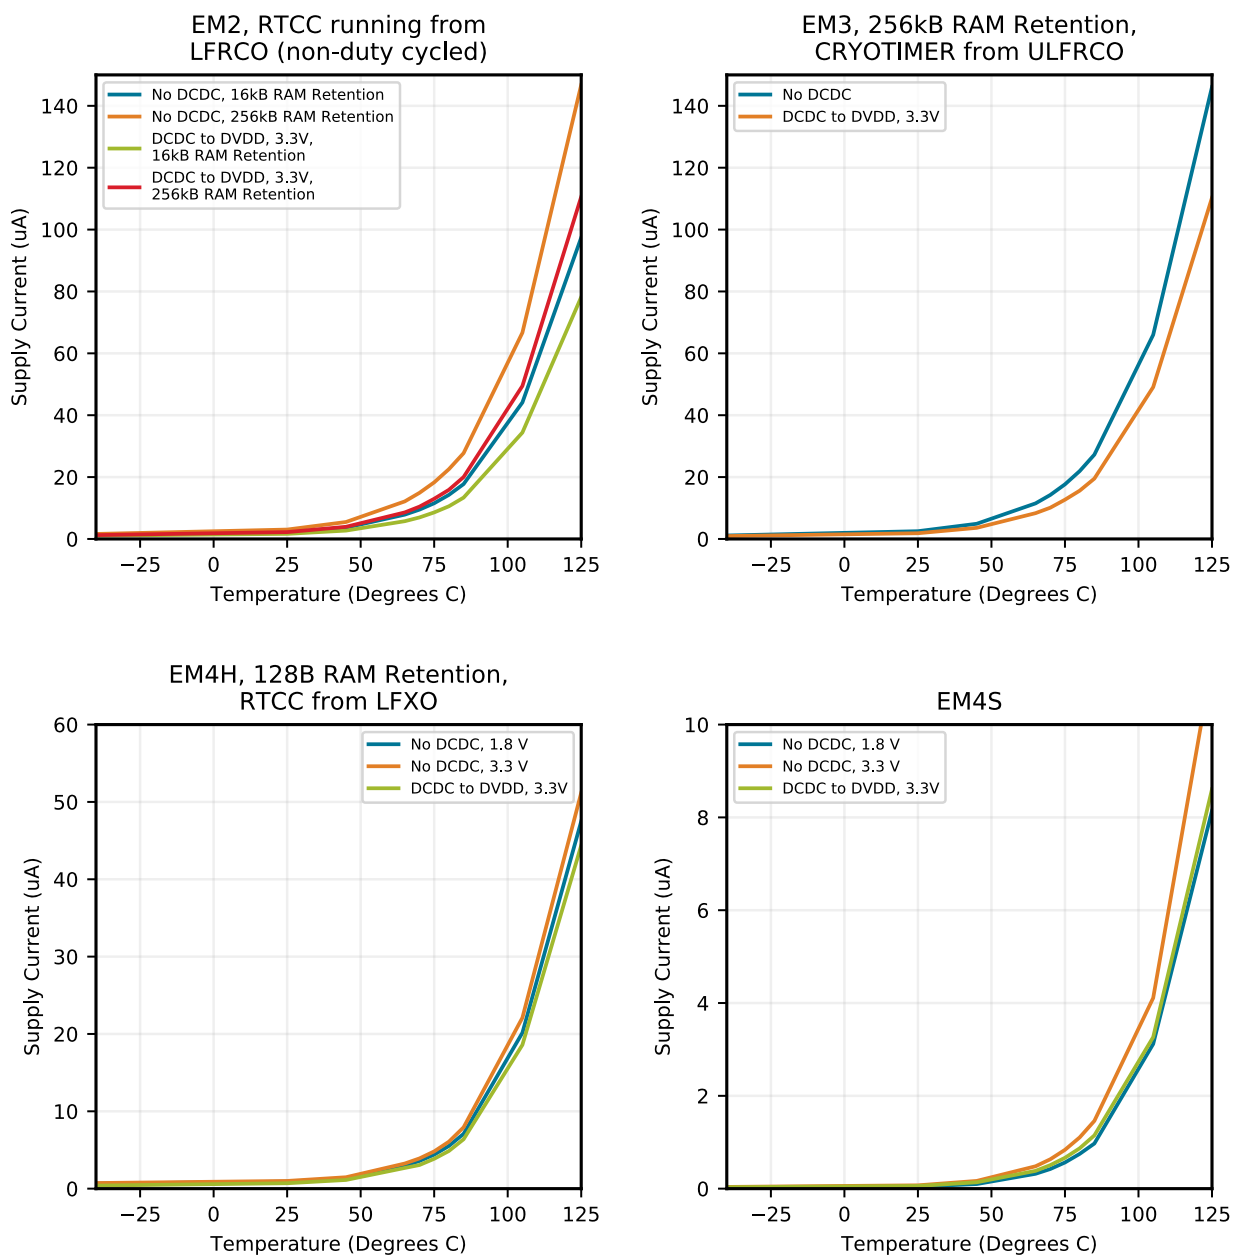 EM2, RTCC running from
LFRCO (non-duty cycled)
140
120
100
80
60
40
20
0
Supply Current (uA)
No DCDC, 16kB RAM Retention
No DCDC, 256kB RAM Retention
DCDC to DVDD, 3.3V,
16kB RAM Retention
DCDC to DVDD, 3.3V,
256kB RAM Retention
−25 0 25 50 75 100 125
Temperature (Degrees C)
EM3, 256kB RAM Retention,
CRYOTIMER from ULFRCO
140
120
100
80
60
40
20
0
Supply Current (uA)
No DCDC
DCDC to DVDD, 3.3V
−25 0 25 50 75 100 125
Temperature (Degrees C)
EM4H, 128B RAM Retention,
RTCC from LFXO
60
50
40
30
20
10
0
Supply Current (uA)
No DCDC, 1.8 V
No DCDC, 3.3 V
DCDC to DVDD, 3.3V
−25 0 25 50 75 100 125
Temperature (Degrees C)
EM4S
10
8
6
4
2
0
Supply Current (uA)
No DCDC, 1.8 V
No DCDC, 3.3 V
DCDC to DVDD, 3.3V
−25 0 25 50 75 100 125
Temperature (Degrees C)